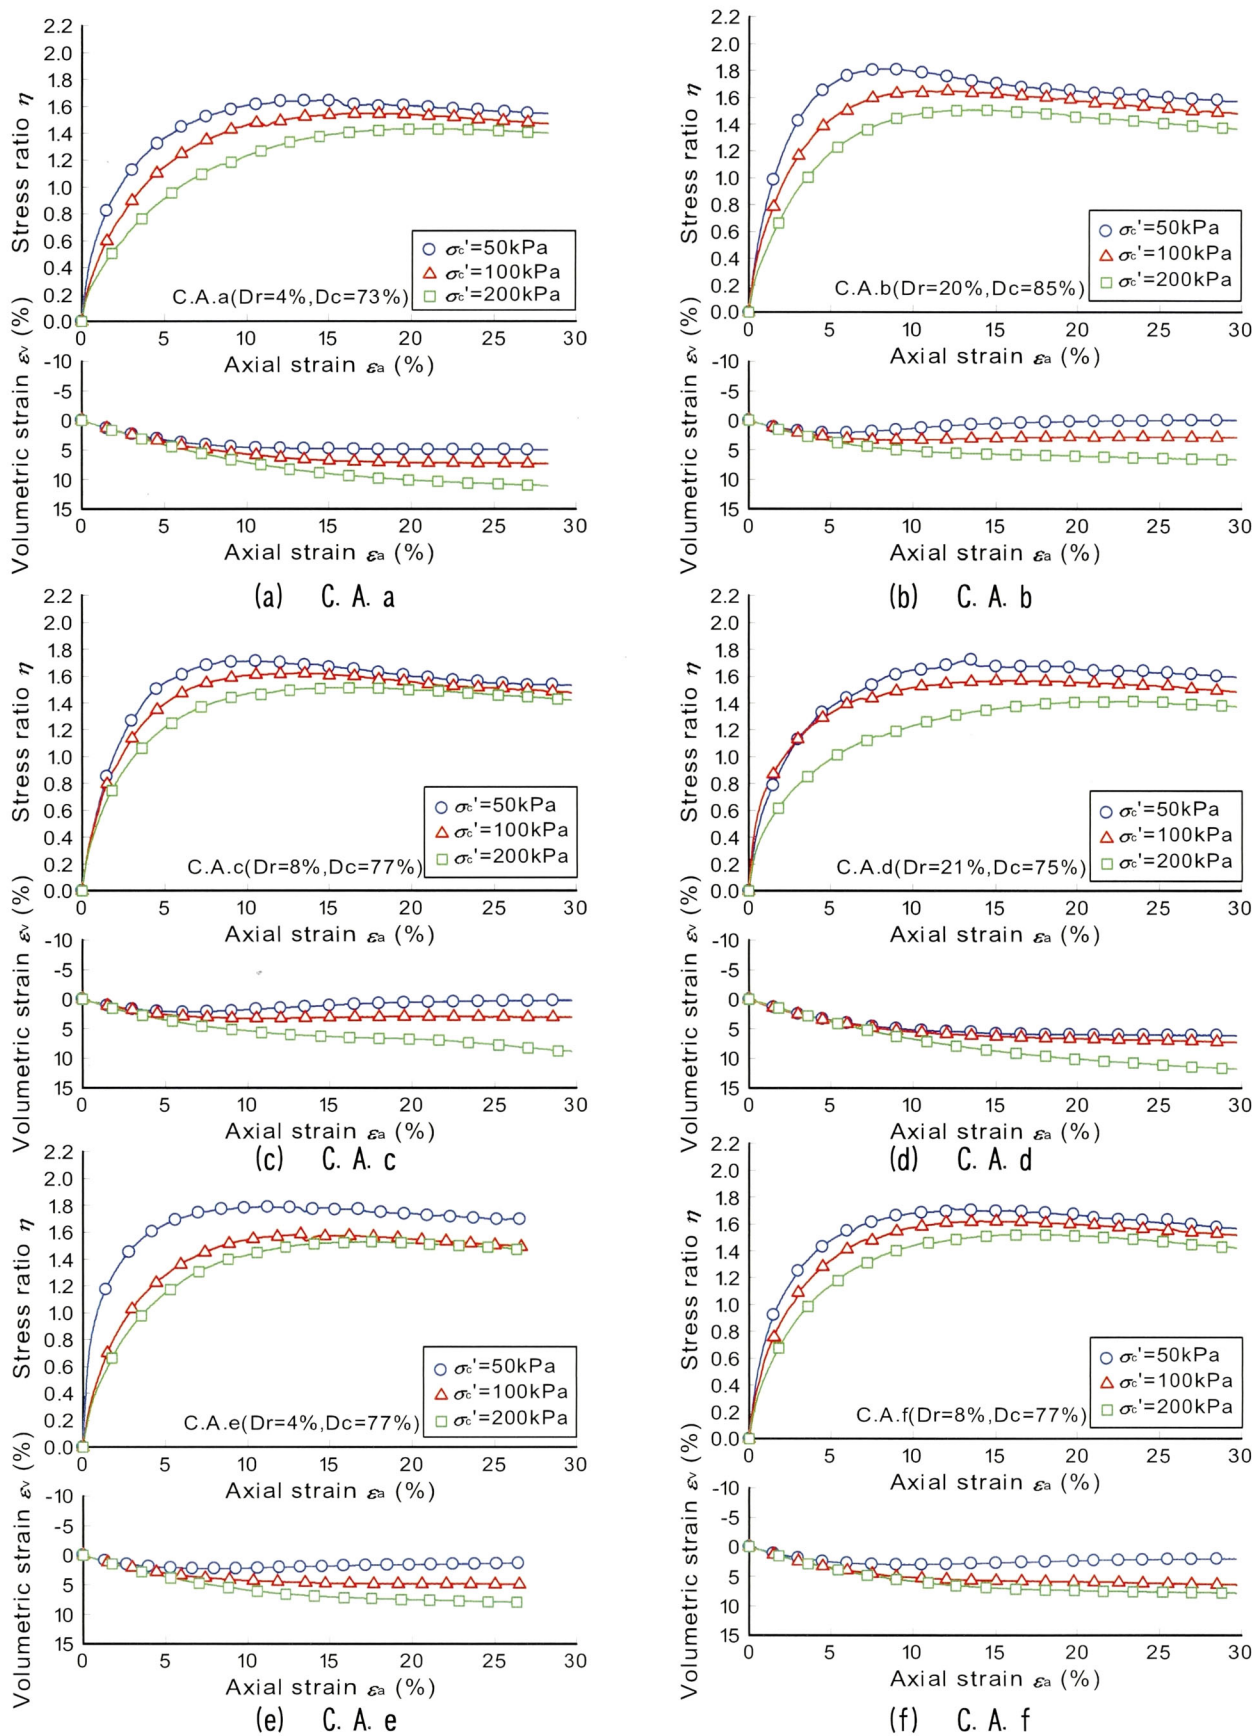 2.2
2.0
1.8
1.6
1.4
1.2
1.0
0.8
0.6
0.4
0.2
0.0
Stress ratio η
σc'=50kPa
σc'=100kPa
σc'=200kPa
C.A.a(Dr=4%,Dc=73%)
0 5 10 15 20 25 30
Axial strain εa (%)
-10
-5
0
5
10
15
Volumetric strain εv (%)
0 5 10 15 20 25 30
Axial strain εa (%)
(a) C. A. a
2.2
2.0
1.8
1.6
1.4
1.2
1.0
0.8
0.6
0.4
0.2
0.0
Stress ratio η
σc'=50kPa
σc'=100kPa
σc'=200kPa
C.A.b(Dr=20%,Dc=85%)
0 5 10 15 20 25 30
Axial strain εa (%)
-10
-5
0
5
10
15
Volumetric strain εv (%)
0 5 10 15 20 25 30
Axial strain εa (%)
(b) C. A. b
2.2
2.0
1.8
1.6
1.4
1.2
1.0
0.8
0.6
0.4
0.2
0.0
Stress ratio η
σc'=50kPa
σc'=100kPa
σc'=200kPa
C.A.c(Dr=8%,Dc=77%)
0 5 10 15 20 25 30
Axial strain εa (%)
-10
-5
0
5
10
15
Volumetric strain εv (%)
0 5 10 15 20 25 30
Axial strain εa (%)
(c) C. A. c
2.2
2.0
1.8
1.6
1.4
1.2
1.0
0.8
0.6
0.4
0.2
0.0
Stress ratio η
σc'=50kPa
σc'=100kPa
σc'=200kPa
C.A.d(Dr=21%,Dc=75%)
0 5 10 15 20 25 30
Axial strain εa (%)
-10
-5
0
5
10
15
Volumetric strain εv (%)
0 5 10 15 20 25 30
Axial strain εa (%)
(d) C. A. d
2.2
2.0
1.8
1.6
1.4
1.2
1.0
0.8
0.6
0.4
0.2
0.0
Stress ratio η
σc'=50kPa
σc'=100kPa
σc'=200kPa
C.A.e(Dr=4%,Dc=77%)
0 5 10 15 20 25 30
Axial strain εa (%)
-10
-5
0
5
10
15
Volumetric strain εv (%)
0 5 10 15 20 25 30
Axial strain εa (%)
(e) C. A. e
2.2
2.0
1.8
1.6
1.4
1.2
1.0
0.8
0.6
0.4
0.2
0.0
Stress ratio η
σc'=50kPa
σc'=100kPa
σc'=200kPa
C.A.f(Dr=8%,Dc=77%)
0 5 10 15 20 25 30
Axial strain εa (%)
-10
-5
0
5
10
15
Volumetric strain εv (%)
0 5 10 15 20 25 30
Axial strain εa (%)
(f) C. A. f